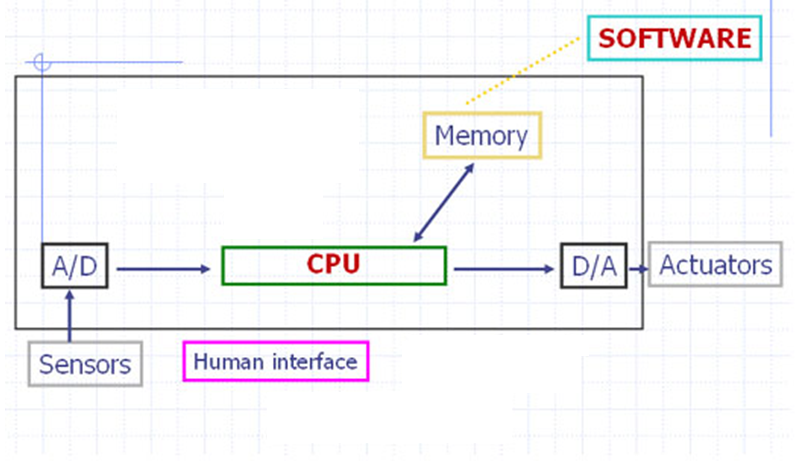 SOFTWARE
Memory
A/D
CPU
D/A
Actuators
Sensors
Human interface